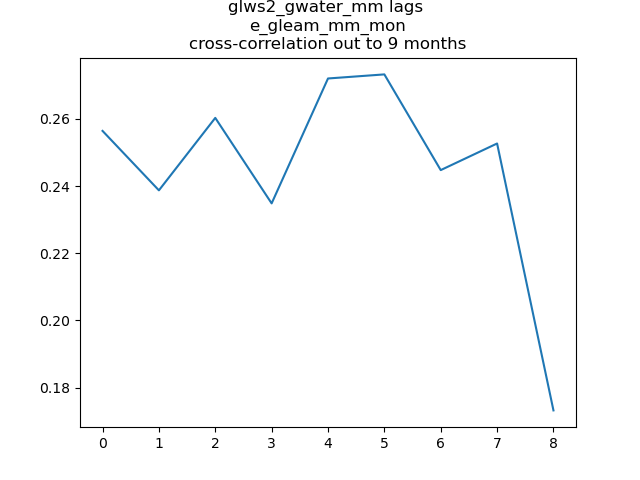 glws2_gwater_mm lags
e_gleam_mm_mon
cross-correlation out to 9 months
0.26
0.24
0.22
0.20
0.18
0 1 2 3 4 5 6 7 8